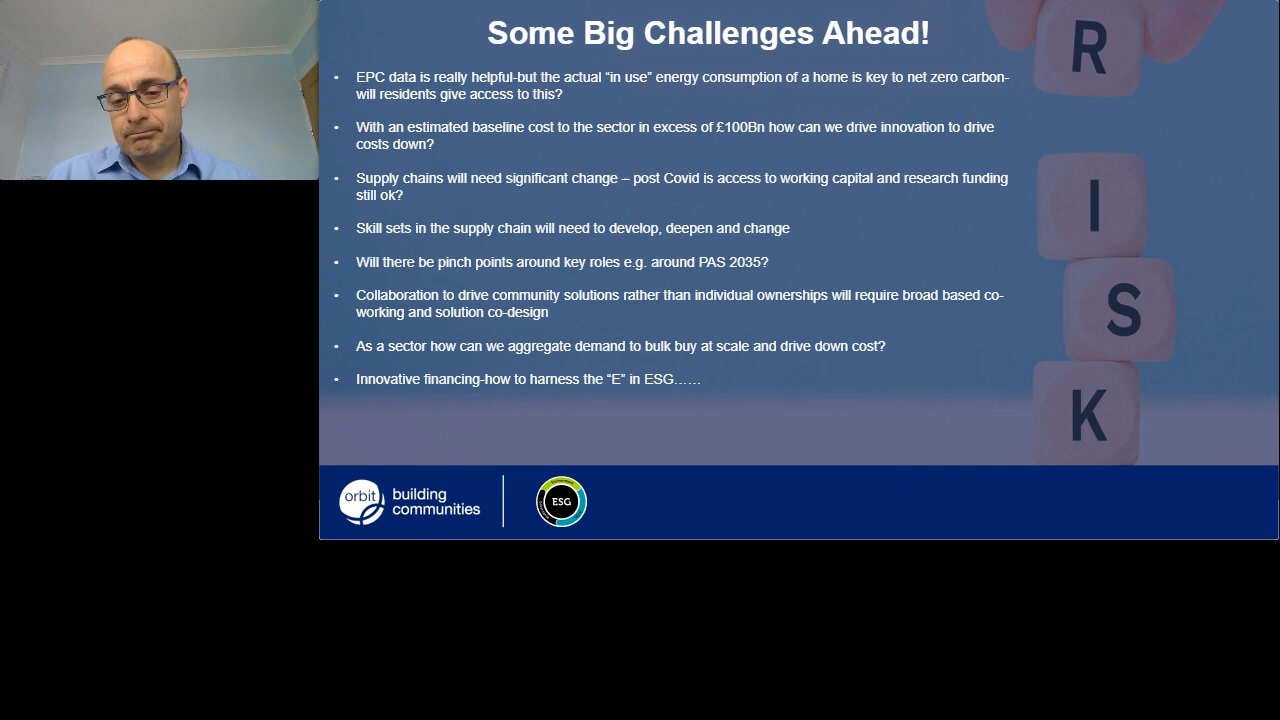 Some Big Challenges Ahead!
• EPC data is really helpful-but the actual “in use” energy consumption of a home is key to net zero carbon-
will residents give access to this?
• With an estimated baseline cost to the sector in excess of £100Bn how can we drive innovation to drive
costs down?
• Supply chains will need significant change – post Covid is access to working capital and research funding
still ok?
• Skill sets in the supply chain will need to develop, deepen and change
• Will there be pinch points around key roles e.g. around PAS 2035?
• Collaboration to drive community solutions rather than individual ownerships will require broad based co-
working and solution co-design
• As a sector how can we aggregate demand to bulk buy at scale and drive down cost?
• Innovative financing-how to harness the “E” in ESG……
R
I
S
K
orbit
building
communities
ESG